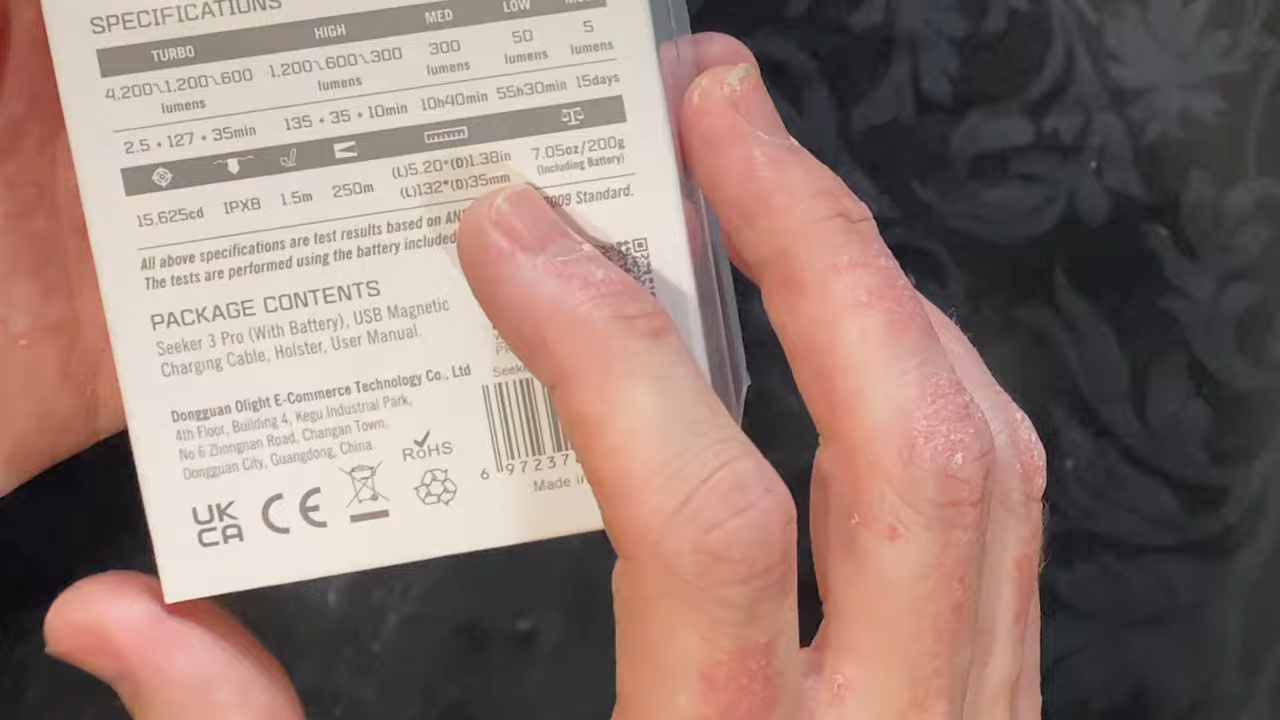 SPECIFICATIONS
TURBO HIGH MED LOW
4,200\1,200\600 lumens 1,200\600\300 lumens 300 lumens 50 lumens 5 lumens
2.5 + 127 + 35min 135 + 35 + 10min 10h40min 55h30min 15days
15,625cd IPX8 1.5m 250m (L)5.20*(D)1.38in 7.05oz/200g
(L)132*(D)35mm (Including Battery)
All above specifications are test results based on 2009 Standard.
The tests are performed using the battery included
PACKAGE CONTENTS
Seeker 3 Pro (With Battery), USB Magnetic
Charging Cable, Holster, User Manual.
Dongguan Olight E-Commerce Technology Co., Ltd
4th Floor, Building 4, Kegu Industrial Park,
No 6 Zhongnan Road, Changan Town,
Dongguan City, Guangdong, China
RoHS
UK
CA
CE
6 97237
Made in